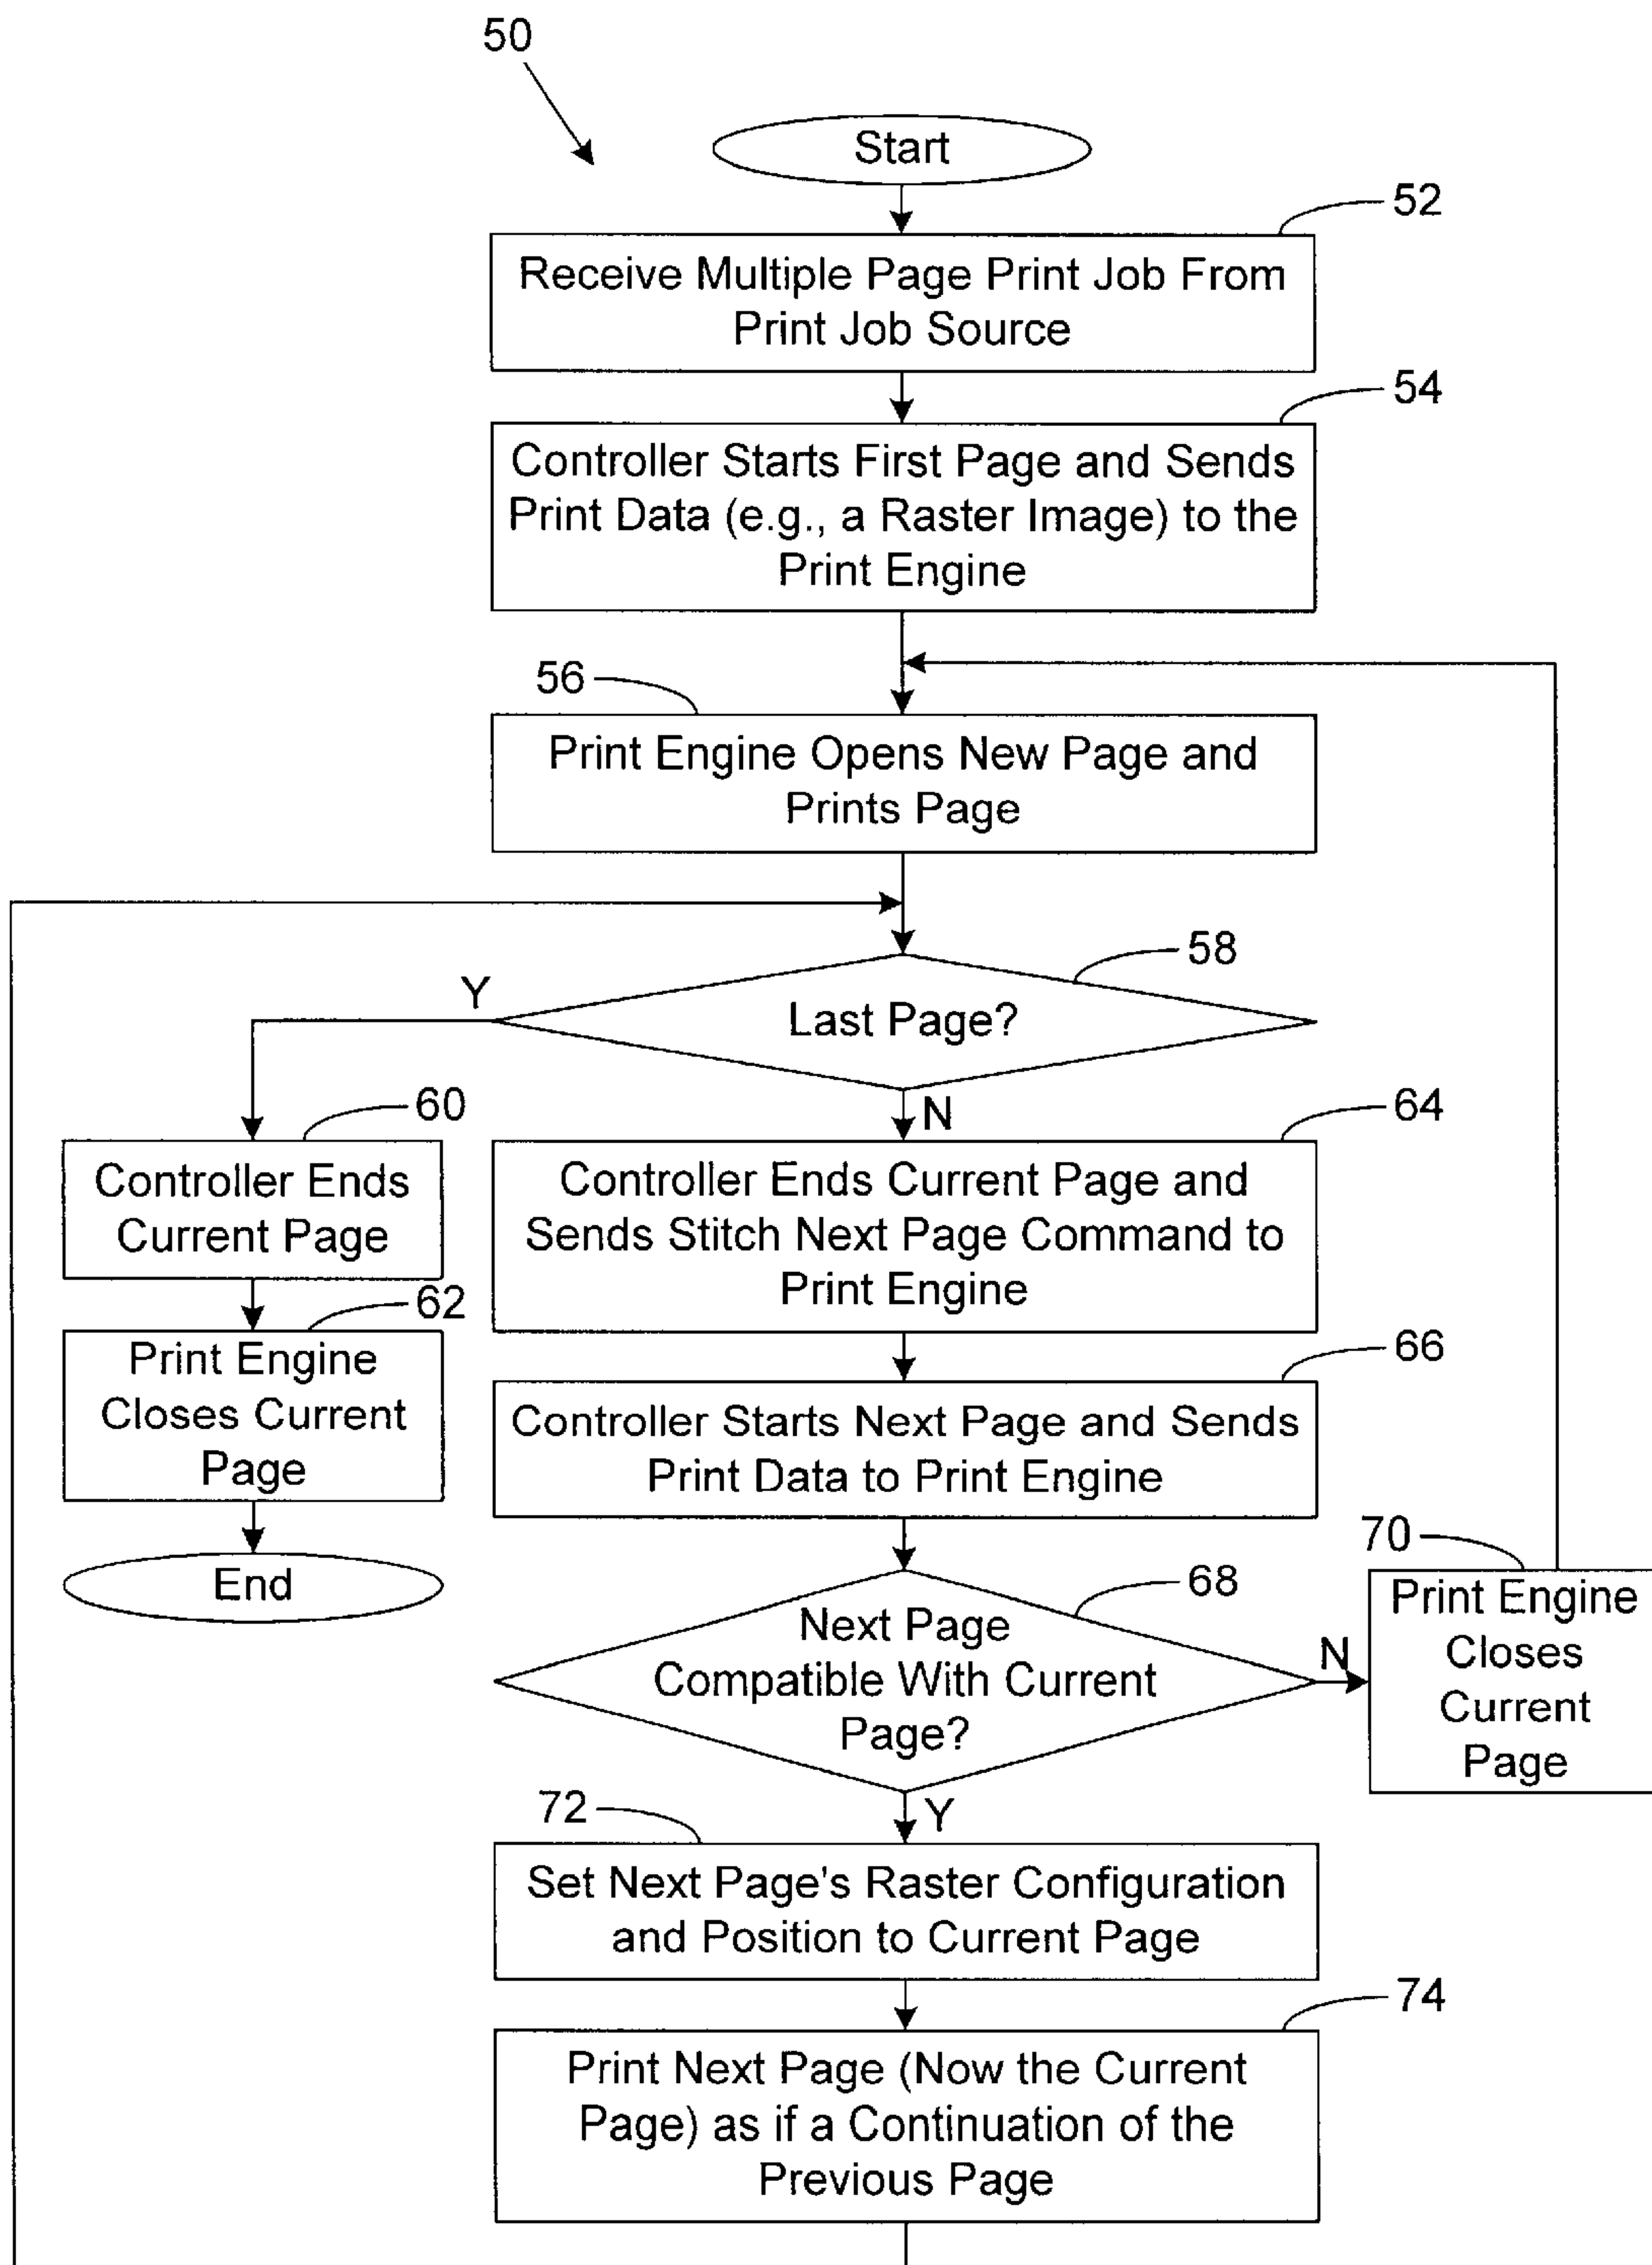 50
Start
52
Receive Multiple Page Print Job From
Print Job Source
54
Controller Starts First Page and Sends
Print Data (e.g., a Raster Image) to the
Print Engine
56
Print Engine Opens New Page and
Prints Page
58
Y
Last Page?
60
N
64
Controller Ends
Current Page
Controller Ends Current Page and
Sends Stitch Next Page Command to
Print Engine
62
Print Engine
Closes Current
Page
66
Controller Starts Next Page and Sends
Print Data to Print Engine
End
68
Next Page
Compatible With Current
Page?
N
70
Print Engine
Closes
Current
Page
72
Y
Set Next Page's Raster Configuration
and Position to Current Page
74
Print Next Page (Now the Current
Page) as if a Continuation of the
Previous Page